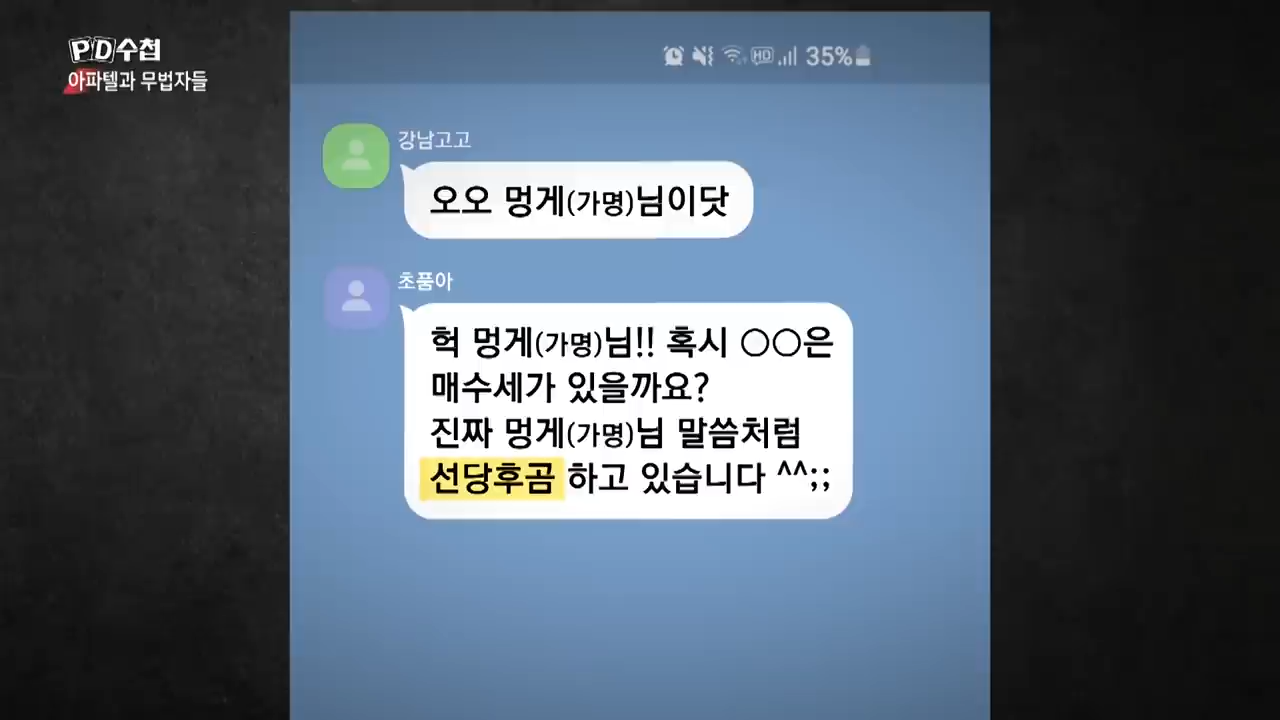 PD수첩
아파텔과 무법자들
HD 35%
강남고고
오오 멍게(가명)님이닷
초품아
헉 멍게(가명)님!! 혹시 ○○은
매수세가 있을까요?
진짜 멍게(가명)님 말씀처럼
선당후곰 하고 있습니다 ^^;;